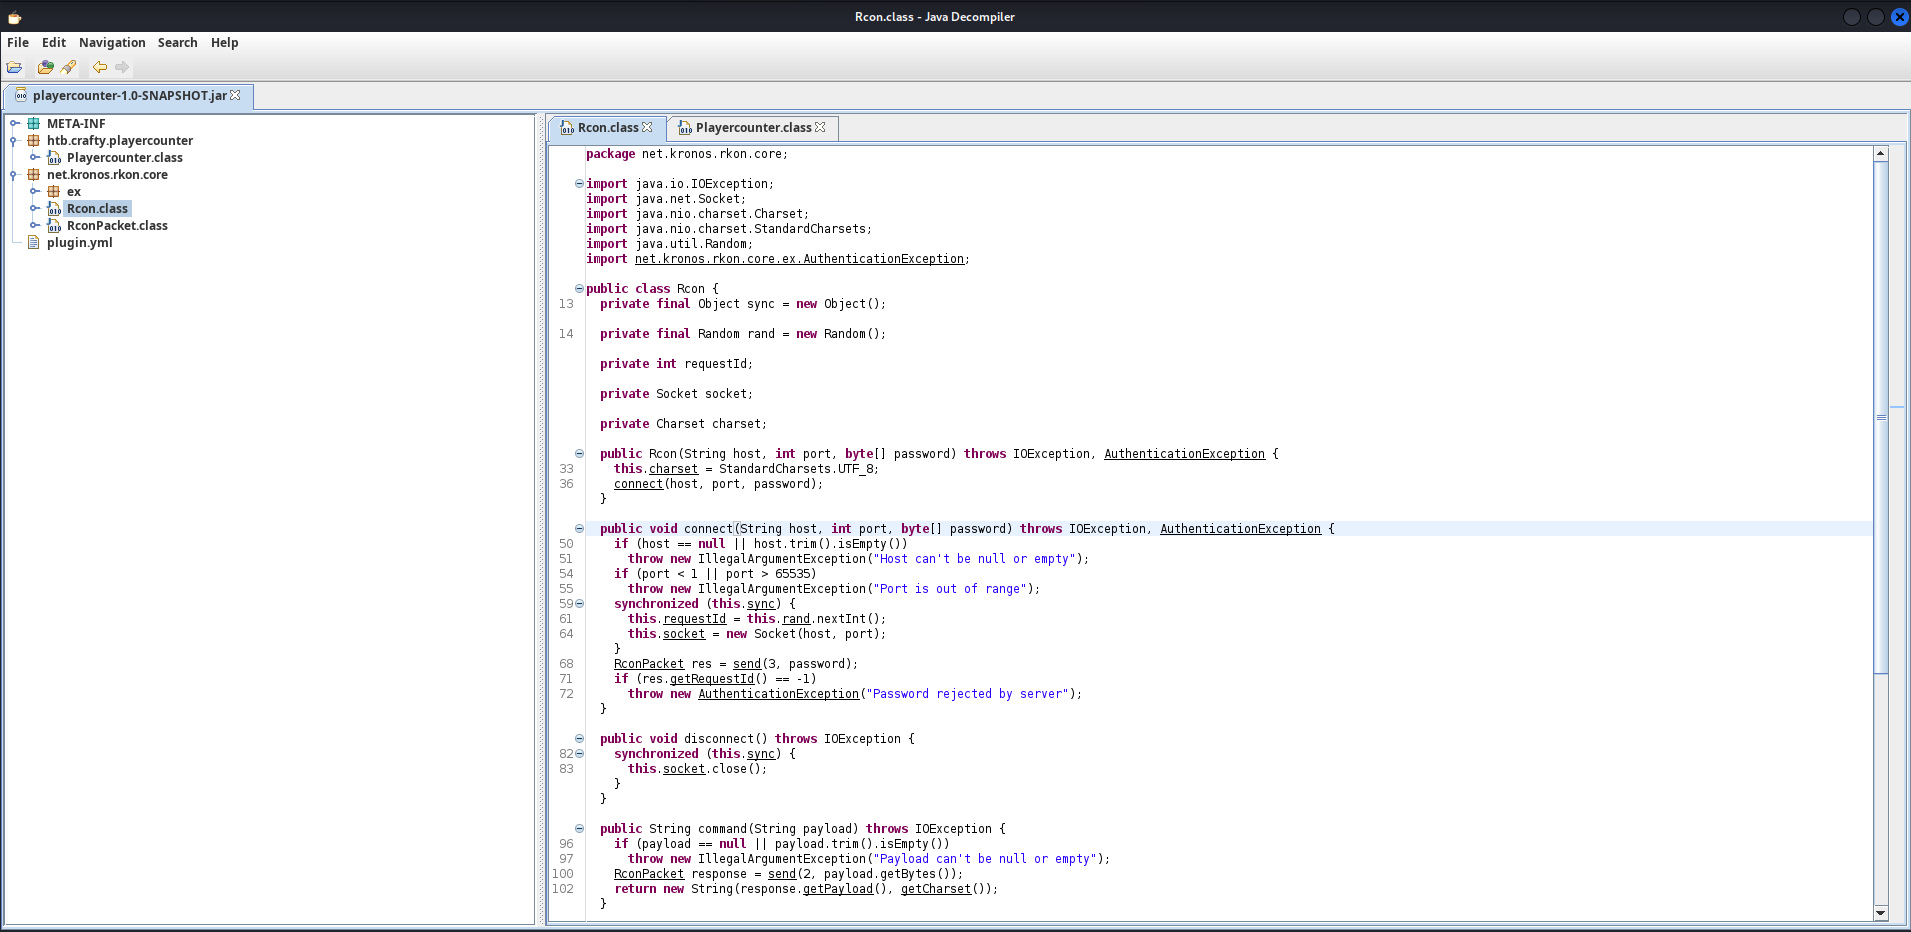 Rcon.class - Java Decompiler
File Edit Navigation Search Help
playercounter-1.0-SNAPSHOT.jar
META-INF
htb.crafty.playercounter
Playercounter.class
net.kronos.rkon.core
ex
Rcon.class
RconPacket.class
plugin.yml
Rcon.class Playercounter.class
package net.kronos.rkon.core;
import java.io.IOException;
import java.net.Socket;
import java.nio.charset.Charset;
import java.nio.charset.StandardCharsets;
import java.util.Random;
import net.kronos.rkon.core.ex.AuthenticationException;
public class Rcon {
13 private final Object sync = new Object();
14 private final Random rand = new Random();
private int requestId;
private Socket socket;
private Charset charset;
public Rcon(String host, int port, byte[] password) throws IOException, AuthenticationException {
33 this.charset = StandardCharsets.UTF_8;
36 connect(host, port, password);
}
public void connect(String host, int port, byte[] password) throws IOException, AuthenticationException {
50 if (host == null || host.trim().isEmpty())
51 throw new IllegalArgumentException("Host can't be null or empty");
54 if (port < 1 || port > 65535)
55 throw new IllegalArgumentException("Port is out of range");
59 synchronized (this.sync) {
61 this.requestId = this.rand.nextInt();
64 this.socket = new Socket(host, port);
}
68 RconPacket res = send(3, password);
71 if (res.getRequestId() == -1)
72 throw new AuthenticationException("Password rejected by server");
}
public void disconnect() throws IOException {
82 synchronized (this.sync) {
83 this.socket.close();
}
}
public String command(String payload) throws IOException {
96 if (payload == null || payload.trim().isEmpty())
97 throw new IllegalArgumentException("Payload can't be null or empty");
100 RconPacket response = send(2, payload.getBytes());
102 return new String(response.getPayload(), getCharset());
}